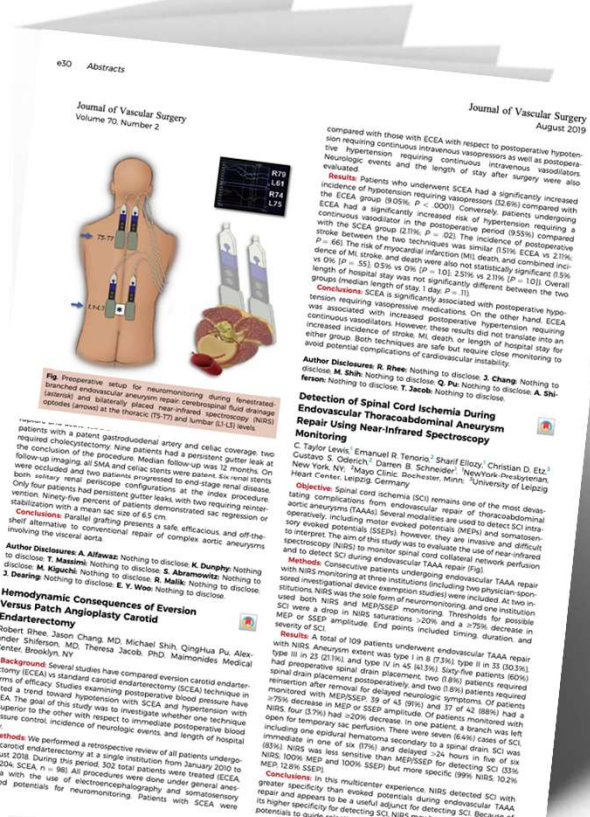 e30 Abstracts
Journal of Vascular Surgery
Volume 70, Number 2
R79
L61
R74
L75
T5-T7
L1-L3
*
Fig. Preoperative setup for neuromonitoring during fenestrated-
branched endovascular aneurysm repair: cerebrospinal fluid drainage
(asterisk) and bilaterally placed near-infrared spectroscopy (NIRS)
optodes (arrows) at the thoracic (T5-T7) and lumbar (L1-L3) levels.
patients with a patent gastroduodenal artery and celiac coverage, two
required cholecystectomy. Nine patients had a persistent gutter leak at
the conclusion of the procedure. Median follow-up was 12 months. On
follow-up imaging, all SMA and celiac stents were patent. Six renal stents
were occluded and two patients progressed to end-stage renal disease,
both solitary renal periscope configurations at the index procedure.
Only four patients had persistent gutter leaks, with two requiring reinter-
vention. Ninety-five percent of patients demonstrated sac regression or
stabilization with a mean sac size of 6.5 cm.
Conclusions: Parallel grafting presents a safe, efficacious, and off-the-
shelf alternative to conventional repair of complex aortic aneurysms
involving the visceral aorta.
Author Disclosures: A. Alfawaz: Nothing to disclose; K. Dunphy: Nothing
to disclose; T. Massimi: Nothing to disclose; S. Abramowitz: Nothing to
disclose; M. Kiguchi: Nothing to disclose; R. Malik: Nothing to disclose;
J. Dearing: Nothing to disclose; E. Y. Woo: Nothing to disclose.
Hemodynamic Consequences of Eversion
Versus Patch Angioplasty Carotid
Endarterectomy
Robert Rhee, Jason Chang, MD, Michael Shih, QingHua Pu, Alex-
ander Shiferson, MD, Theresa Jacob, PhD. Maimonides Medical
Center, Brooklyn, NY
Background: Several studies have compared eversion carotid endarter-
ectomy (ECEA) vs standard carotid endarterectomy (SCEA) technique in
terms of efficacy. Studies examining postoperative blood pressure have
a trend toward hypotension with SCEA and hypertension with
ECEA. The goal of this study was to investigate whether one technique
superior to the other with respect to immediate postoperative blood
pressure control, incidence of neurologic events, and length of hospital
Methods: We performed a retrospective review of all patients undergo-
carotid endarterectomy at a single institution from January 2010 to
August 2018. During this period, 302 total patients were treated (ECEA,
204; SCEA, n = 98). All procedures were done under general anes-
with the use of electroencephalography and somatosensory
potentials for neuromonitoring. Patients with SCEA were
Journal of Vascular Surgery
August 2019
compared with those with ECEA with respect to postoperative hypoten-
sion requiring continuous intravenous vasopressors as well as postopera-
tive hypertension requiring continuous intravenous vasodilators.
Neurologic events and the length of stay after surgery were also
evaluated.
Results: Patients who underwent SCEA had a significantly increased
incidence of hypotension requiring vasopressors (32.6%) compared with
the ECEA group (9.05%; P < .0001). Conversely, patients undergoing
ECEA had a significantly increased risk of hypertension requiring a
continuous vasodilator in the postoperative period (9.55%) compared
with the SCEA group (2.11%; P = .02). The incidence of postoperative
stroke between the two techniques was similar (1.51% ECEA vs 2.11%;
P = .66). The risk of myocardial infarction (MI), death, and combined inci-
dence of MI, stroke, and death were also not statistically significant (1.5%
vs 0% [P = .55]; 0.5% vs 0% [P = 1.0]; 2.51% vs 2.11% [P = 1.0]). Overall
length of hospital stay was not significantly different between the two
groups (median length of stay, 1 day; P = .11).
Conclusions: SCEA is significantly associated with postoperative hypo-
tension requiring vasopressive medications. On the other hand, ECEA
was associated with increased postoperative hypertension requiring
continuous vasodilators. However, these results did not translate into an
increased incidence of stroke, MI, death, or length of hospital stay for
either group. Both techniques are safe but require close monitoring to
avoid potential complications of cardiovascular instability.
Author Disclosures: R. Rhee: Nothing to disclose; J. Chang: Nothing to
disclose; M. Shih: Nothing to disclose; Q. Pu: Nothing to disclose; A. Shi-
ferson: Nothing to disclose; T. Jacob: Nothing to disclose.
Detection of Spinal Cord Ischemia During
Endovascular Thoracoabdominal Aneurysm
Repair Using Near-Infrared Spectroscopy
Monitoring
C. Taylor Lewis,1 Emanuel R. Tenorio,2 Sharif Ellozy,1 Christian D. Etz,3
Gustavo S. Oderich,2 Darren B. Schneider.1 1NewYork-Presbyterian,
New York, NY; 2Mayo Clinic, Rochester, Minn; 3University of Leipzig
Heart Center, Leipzig, Germany
Objective: Spinal cord ischemia (SCI) remains one of the most devas-
tating complications from endovascular repair of thoracoabdominal
aortic aneurysms (TAAAs). Several modalities are used to detect SCI intra-
operatively, including motor evoked potentials (MEPs) and somatosen-
sory evoked potentials (SSEPs); however, they are invasive and difficult
to interpret. The aim of this study was to evaluate the use of near-infrared
spectroscopy (NIRS) to monitor spinal cord collateral network perfusion
and to detect SCI during endovascular TAAA repair (Fig).
Methods: Consecutive patients undergoing endovascular TAAA repair
with NIRS monitoring at three institutions (including two physician-spon-
sored investigational device exemption studies) were included. At two in-
stitutions, NIRS was the sole form of neuromonitoring, and one institution
used both NIRS and MEP/SSEP monitoring. Thresholds for possible
SCI were a drop in NIRS saturations >20% and a ≥75% decrease in
MEP or SSEP amplitude. End points included timing, duration, and
severity of SCI.
Results: A total of 109 patients underwent endovascular TAAA repair
with NIRS. Aneurysm extent was type I in 8 (7.3%), type II in 33 (30.3%),
type III in 23 (21.1%), and type IV in 45 (41.3%). Sixty-five patients (60%)
had preoperative spinal drain placement, two (1.8%) patients required
spinal drain placement postoperatively, and two (1.8%) patients required
reinsertion after removal for delayed neurologic symptoms. Of patients
monitored with MEP/SSEP, 39 of 43 (91%) and 37 of 42 (88%) had a
≥75% decrease in MEP or SSEP amplitude. Of patients monitored with
NIRS, four (3.7%) had ≥20% decrease. In one patient, a branch was left
open for temporary sac perfusion. There were seven (6.4%) cases of SCI,
including one epidural hematoma secondary to a spinal drain. SCI was
immediate in one of six (17%) and delayed >24 hours in five of six
(83%). NIRS was less sensitive than MEP/SSEP for detecting SCI (33%
NIRS, 100% MEP and 100% SSEP) but more specific (99% NIRS, 10.2%
MEP, 12.8% SSEP).
Conclusions: In this multicenter experience, NIRS detected SCI with
greater specificity than evoked potentials during endovascular TAAA
repair and appears to be a useful adjunct for detecting SCI. Because of
its higher specificity for detecting SCI, NIRS may
potentials to guide